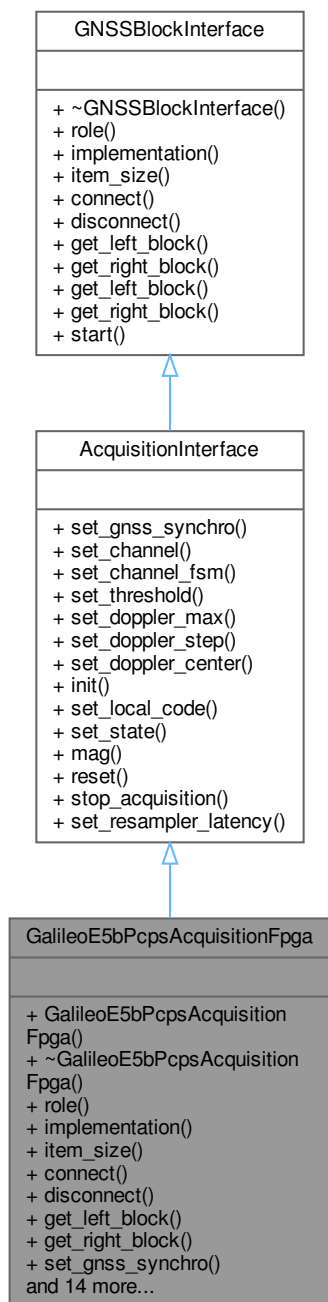 GNSSBlockInterface
+ ~GNSSBlockInterface()
+ role()
+ implementation()
+ item_size()
+ connect()
+ disconnect()
+ get_left_block()
+ get_right_block()
+ get_left_block()
+ get_right_block()
+ start()
AcquisitionInterface
+ set_gnss_synchro()
+ set_channel()
+ set_channel_fsm()
+ set_threshold()
+ set_doppler_max()
+ set_doppler_step()
+ set_doppler_center()
+ init()
+ set_local_code()
+ set_state()
+ mag()
+ reset()
+ stop_acquisition()
+ set_resampler_latency()
GalileoE5bPcpsAcquisitionFpga
+ GalileoE5bPcpsAcquisition
Fpga()
+ ~GalileoE5bPcpsAcquisition
Fpga()
+ role()
+ implementation()
+ item_size()
+ connect()
+ disconnect()
+ get_left_block()
+ get_right_block()
+ set_gnss_synchro()
and 14 more...